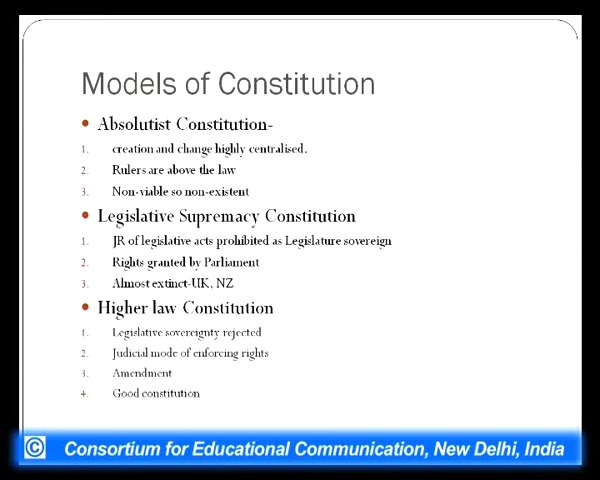 Models of Constitution
• Absolutist Constitution-
1. creation and change highly centralised.
2. Rulers are above the law
3. Non-viable so non-existent
• Legislative Supremacy Constitution
1. JR of legislative acts prohibited as Legislature sovereign
2. Rights granted by Parliament
3. Almost extinct-UK, NZ
• Higher law Constitution
1. Legislative sovereignty rejected
2. Judicial mode of enforcing rights
3. Amendment
4. Good constitution
© Consortium for Educational Communication, New Delhi, India